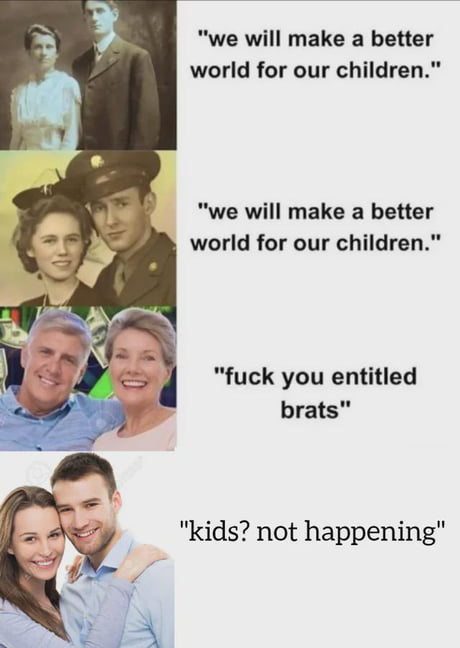 "we will make a better
world for our children."
"we will make a better
world for our children."
"fuck you entitled
brats"
"kids? not happening"